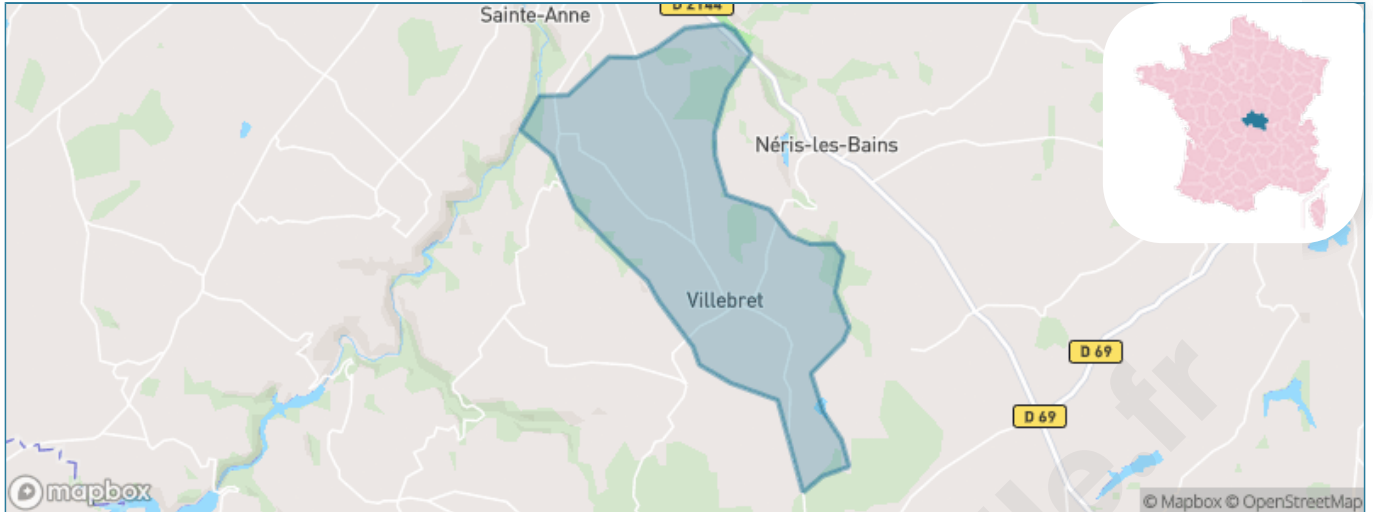 Sainte-Anne
D 2144
Néris-les-Bains
Villebret
D 69
D 69
mapbox
© Mapbox © OpenStreetMap